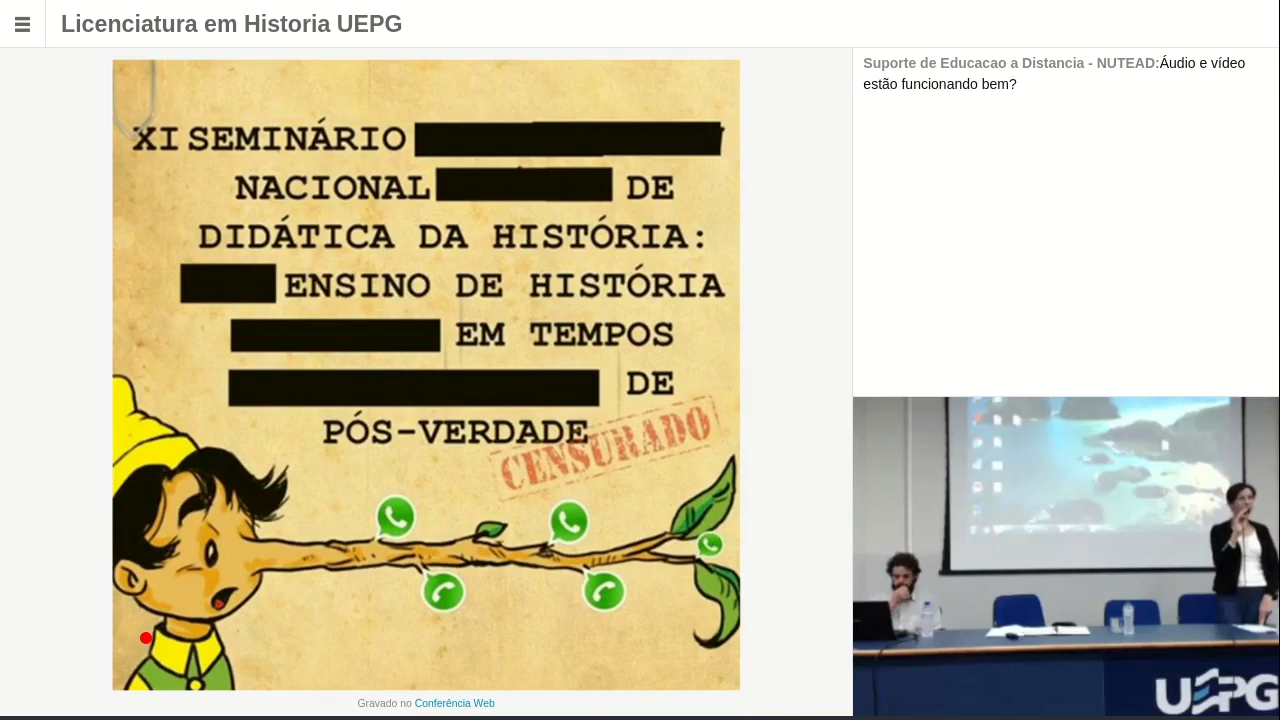 Licenciatura em Historia UEPG
XI SEMINÁRIO
NACIONAL DE
DIDÁTICA DA HISTÓRIA:
ENSINO DE HISTÓRIA
EM TEMPOS
DE
PÓS-VERDADE
CENSURADO
Gravado no Conferência Web
Suporte de Educacao a Distancia - NUTEAD:Áudio e vídeo
estão funcionando bem?
UEPG